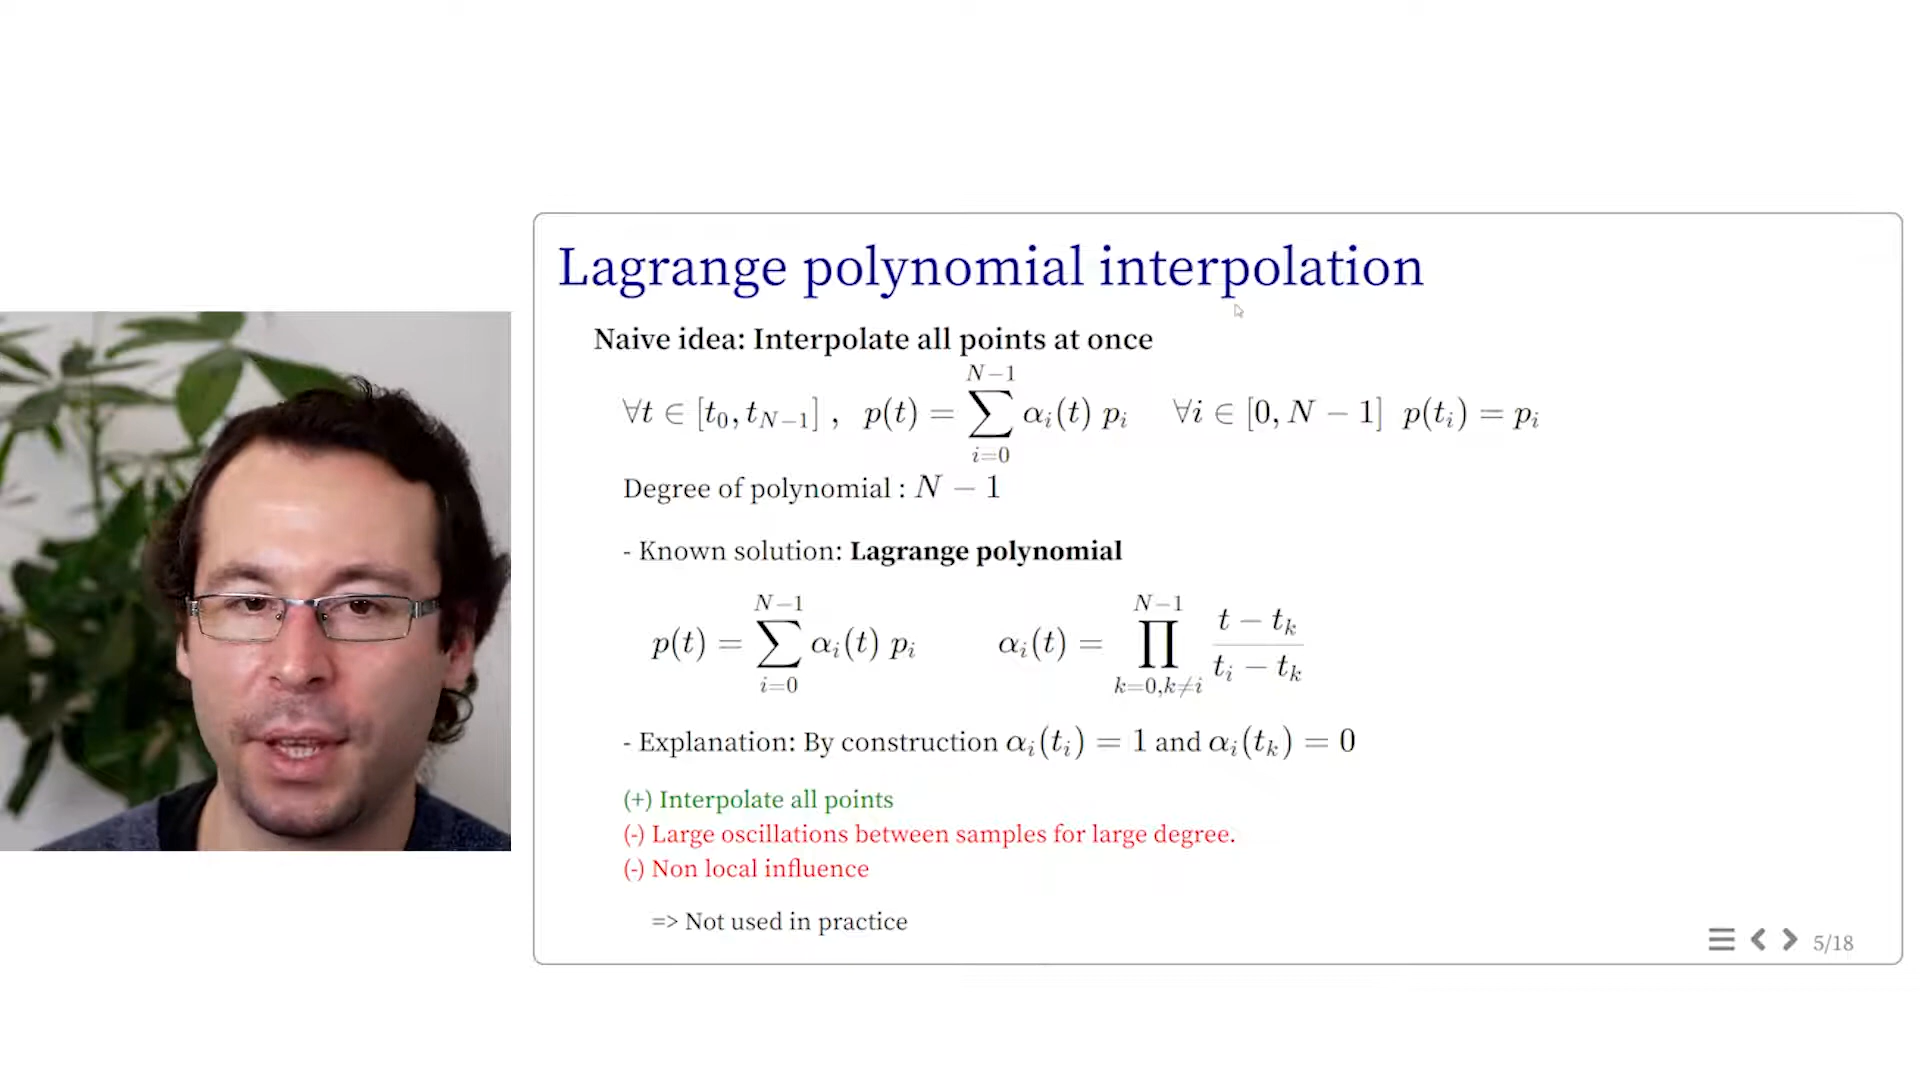 Lagrange polynomial interpolation
Naive idea: Interpolate all points at once
∀t ∈ [t₀, t_{N−1}] , p(t) = ∑_{i=0}^{N−1} α_i(t) p_i ∀i ∈ [0, N − 1] p(t_i) = p_i
Degree of polynomial : N − 1
- Known solution: Lagrange polynomial
p(t) = ∑_{i=0}^{N−1} α_i(t) p_i α_i(t) = ∏_{k=0,k≠i}^{N−1} (t − t_k)/(t_i − t_k)
- Explanation: By construction α_i(t_i) = 1 and α_i(t_k) = 0
(+) Interpolate all points
(-) Large oscillations between samples for large degree.
(-) Non local influence
=> Not used in practice
5/18